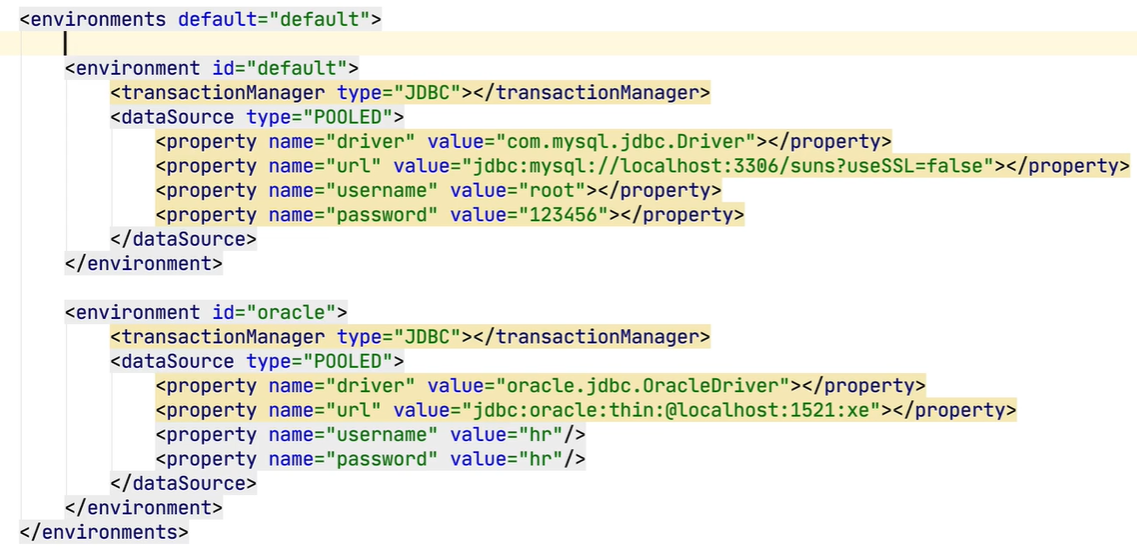 <environments default="default">
<environment id="default">
<transactionManager type="JDBC"></transactionManager>
<dataSource type="POOLED">
<property name="driver" value="com.mysql.jdbc.Driver"></property>
<property name="url" value="jdbc:mysql://localhost:3306/suns?useSSL=false"></property>
<property name="username" value="root"></property>
<property name="password" value="123456"></property>
</dataSource>
</environment>
<environment id="oracle">
<transactionManager type="JDBC"></transactionManager>
<dataSource type="POOLED">
<property name="driver" value="oracle.jdbc.OracleDriver"></property>
<property name="url" value="jdbc:oracle:thin:@localhost:1521:xe"></property>
<property name="username" value="hr"/>
<property name="password" value="hr"/>
</dataSource>
</environment>
</environments>